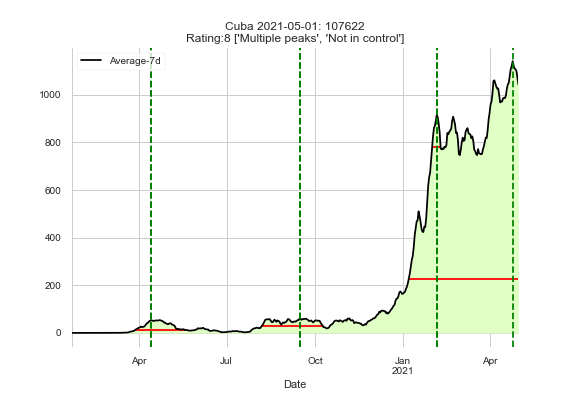 Cuba 2021-05-01: 107622
Rating:8 ['Multiple peaks', 'Not in control']
Average-7d
1000
800
600
400
200
0
Apr
Jul
Oct
Jan
2021
Apr
Date